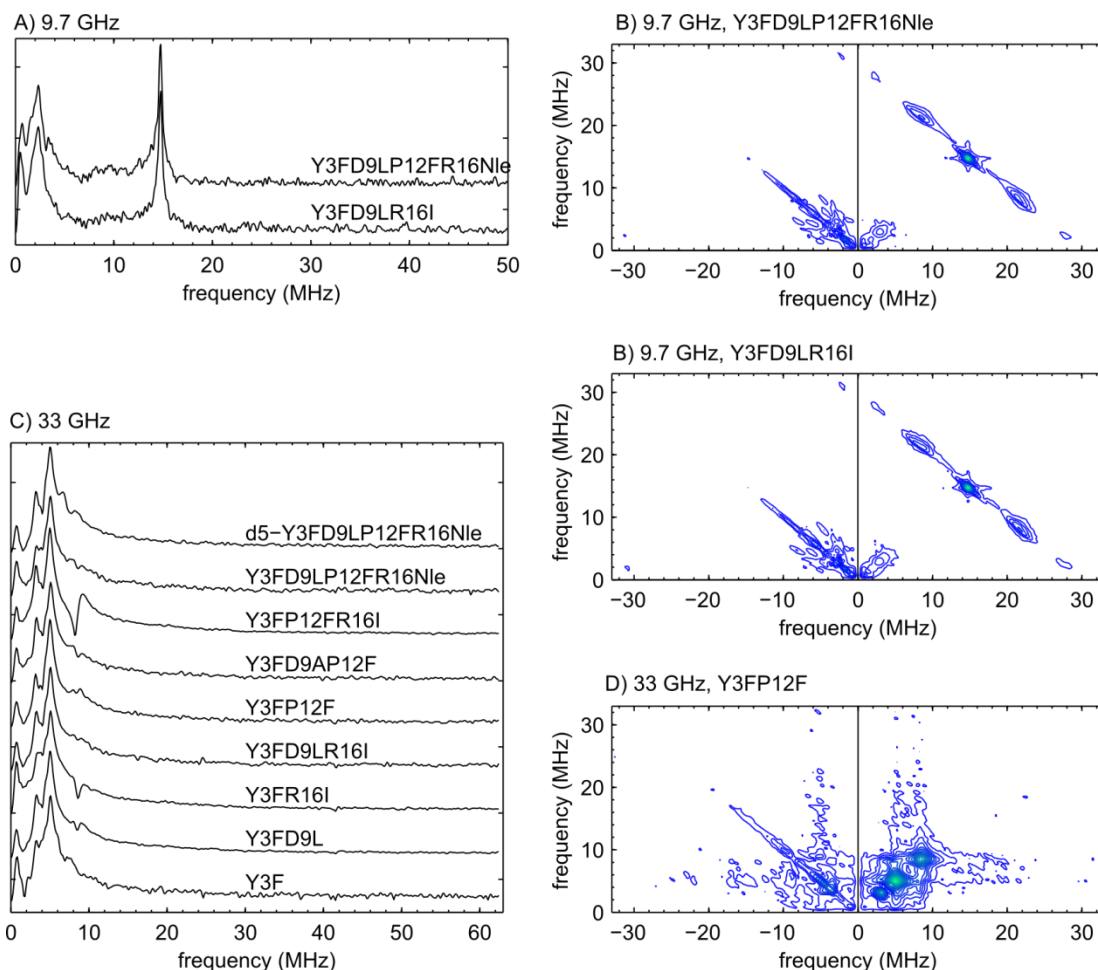 A) 9.7 GHz
Y3FD9LP12FR16Nle
Y3FD9LR16I
0 10 20 30 40 50
frequency (MHz)
B) 9.7 GHz, Y3FD9LP12FR16Nle
frequency (MHz)
30
20
10
0
−30 −20 −10 0 10 20 30
B) 9.7 GHz, Y3FD9LR16I
frequency (MHz)
30
20
10
0
−30 −20 −10 0 10 20 30
C) 33 GHz
d5−Y3FD9LP12FR16Nle
Y3FD9LP12FR16Nle
Y3FP12FR16I
Y3FD9AP12F
Y3FP12F
Y3FD9LR16I
Y3FR16I
Y3FD9L
Y3F
0 10 20 30 40 50 60
frequency (MHz)
D) 33 GHz, Y3FP12F
frequency (MHz)
30
20
10
0
−30 −20 −10 0 10 20 30
frequency (MHz)